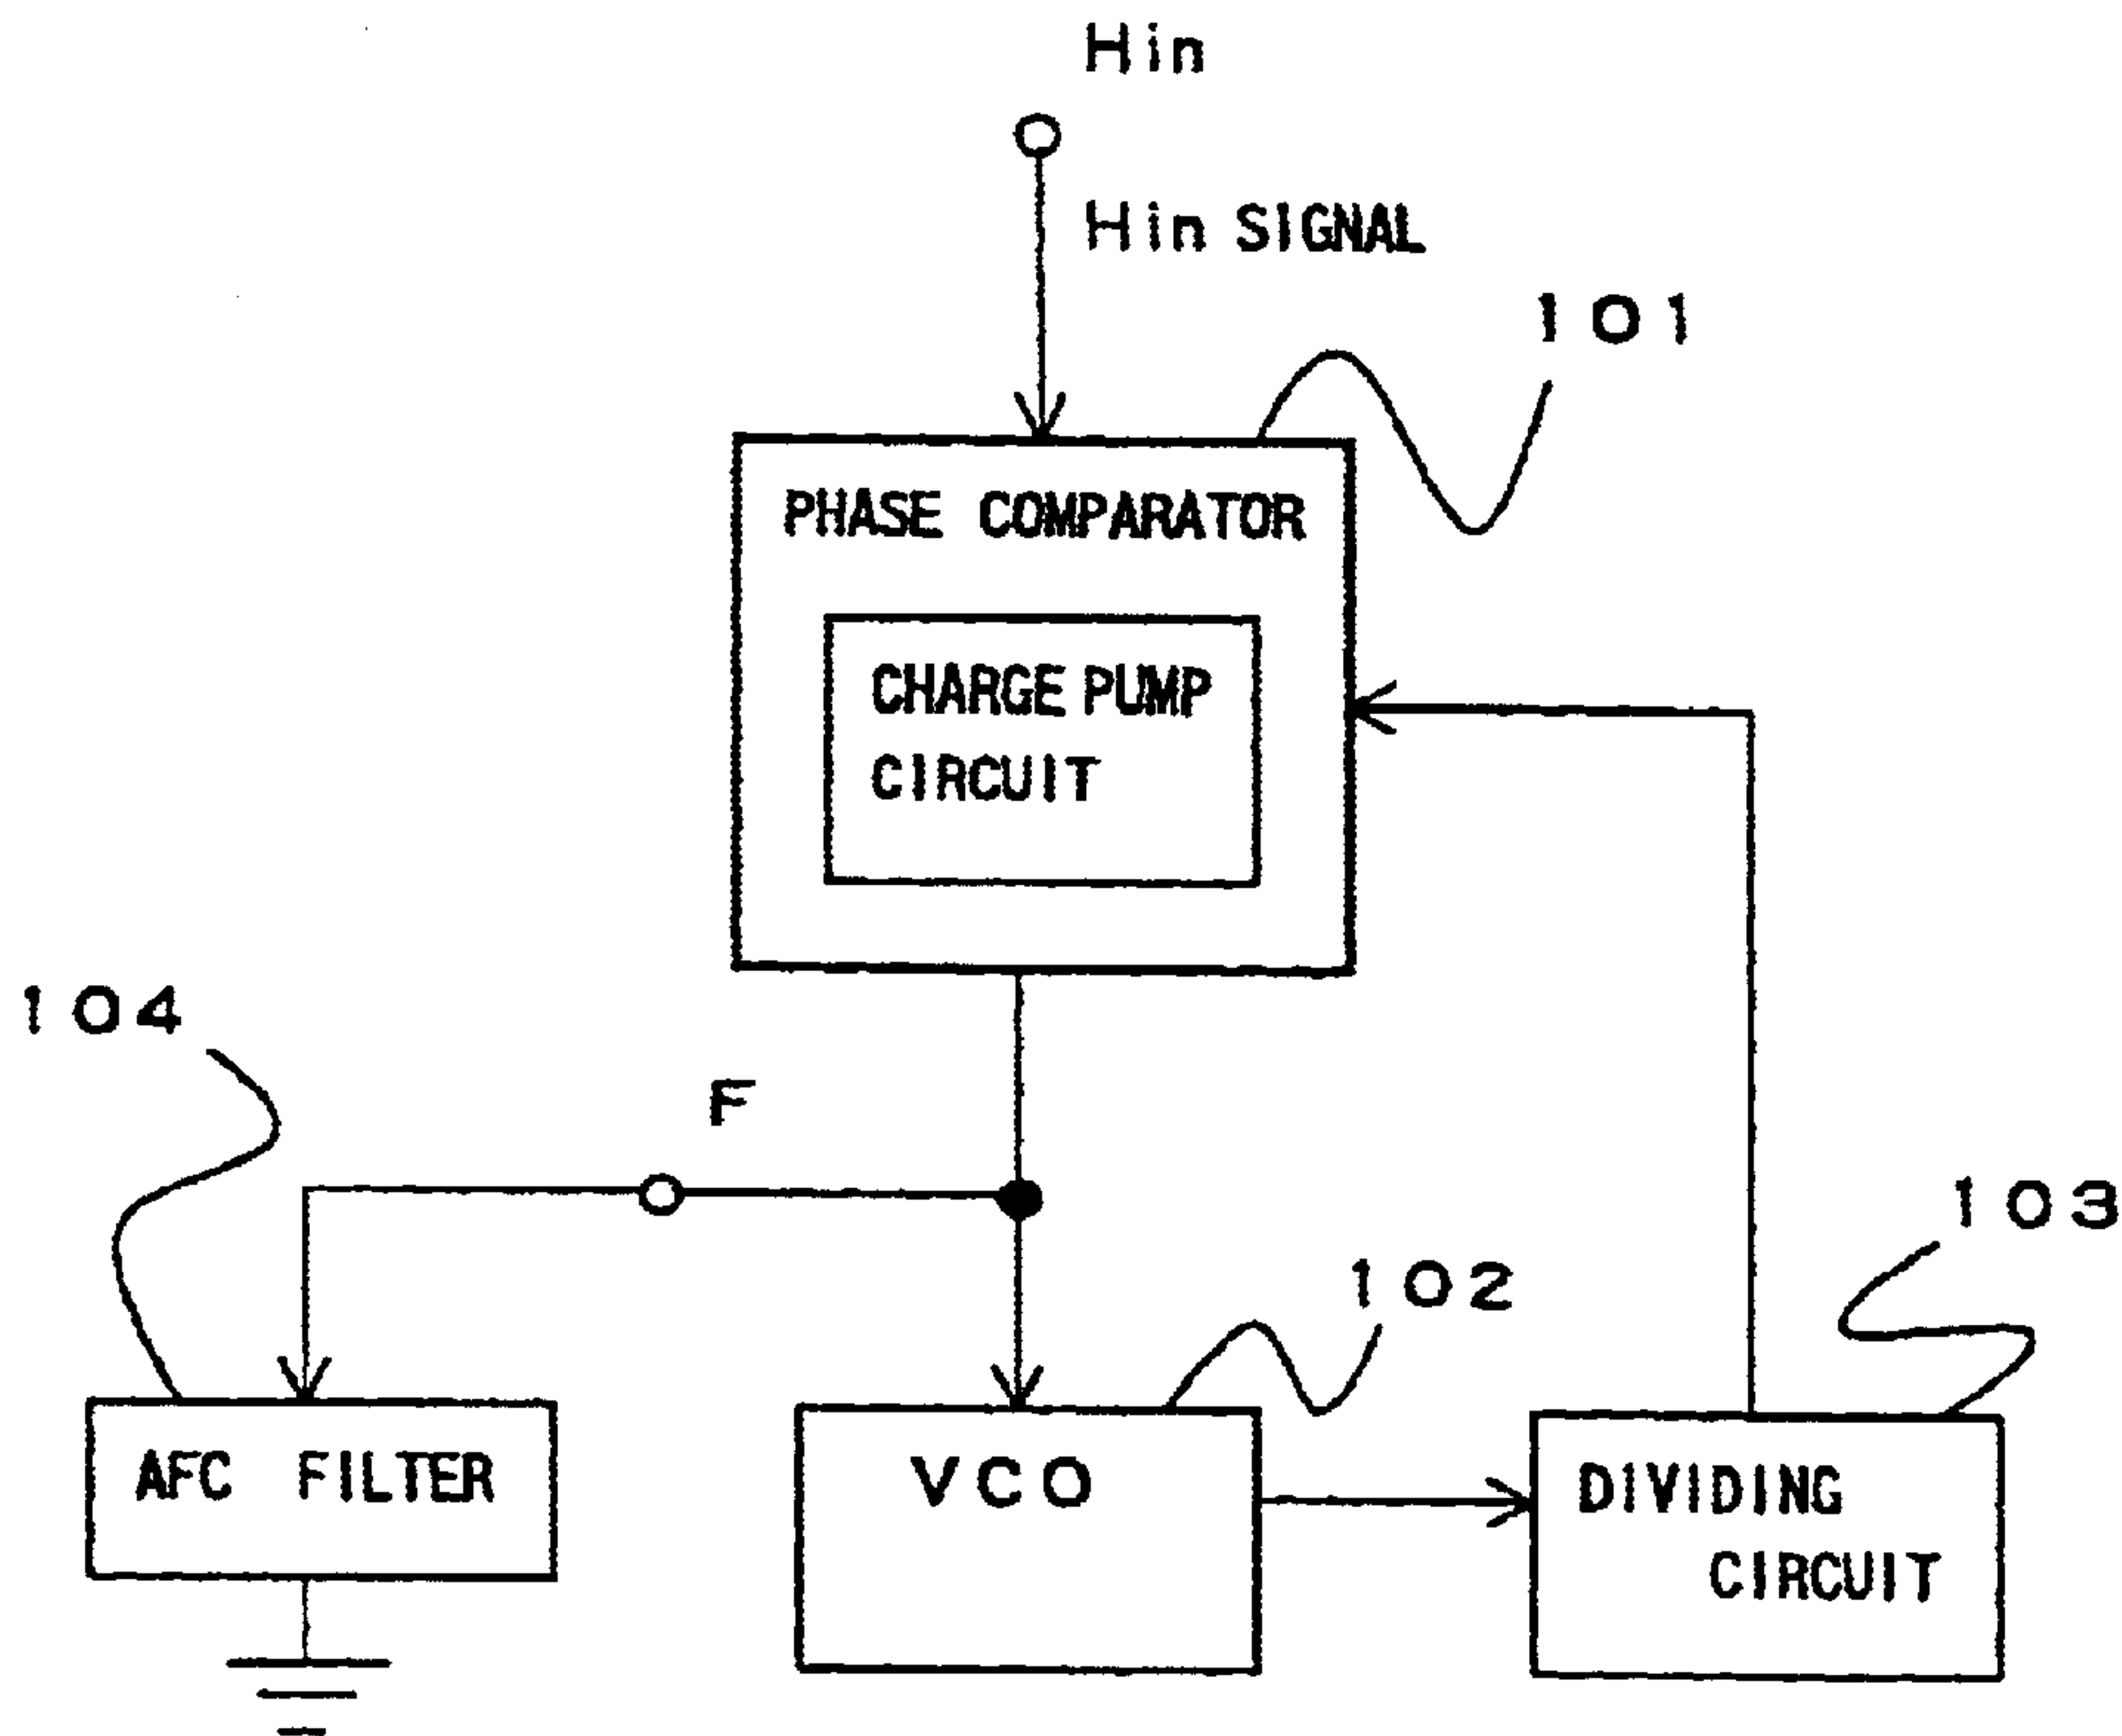 Hin
Hin SIGNAL
101
PHASE COMPARATOR
CHARGE PUMP
CIRCUIT
104
F
103
102
AFC FILTER
VCO
DIVIDING
CIRCUIT